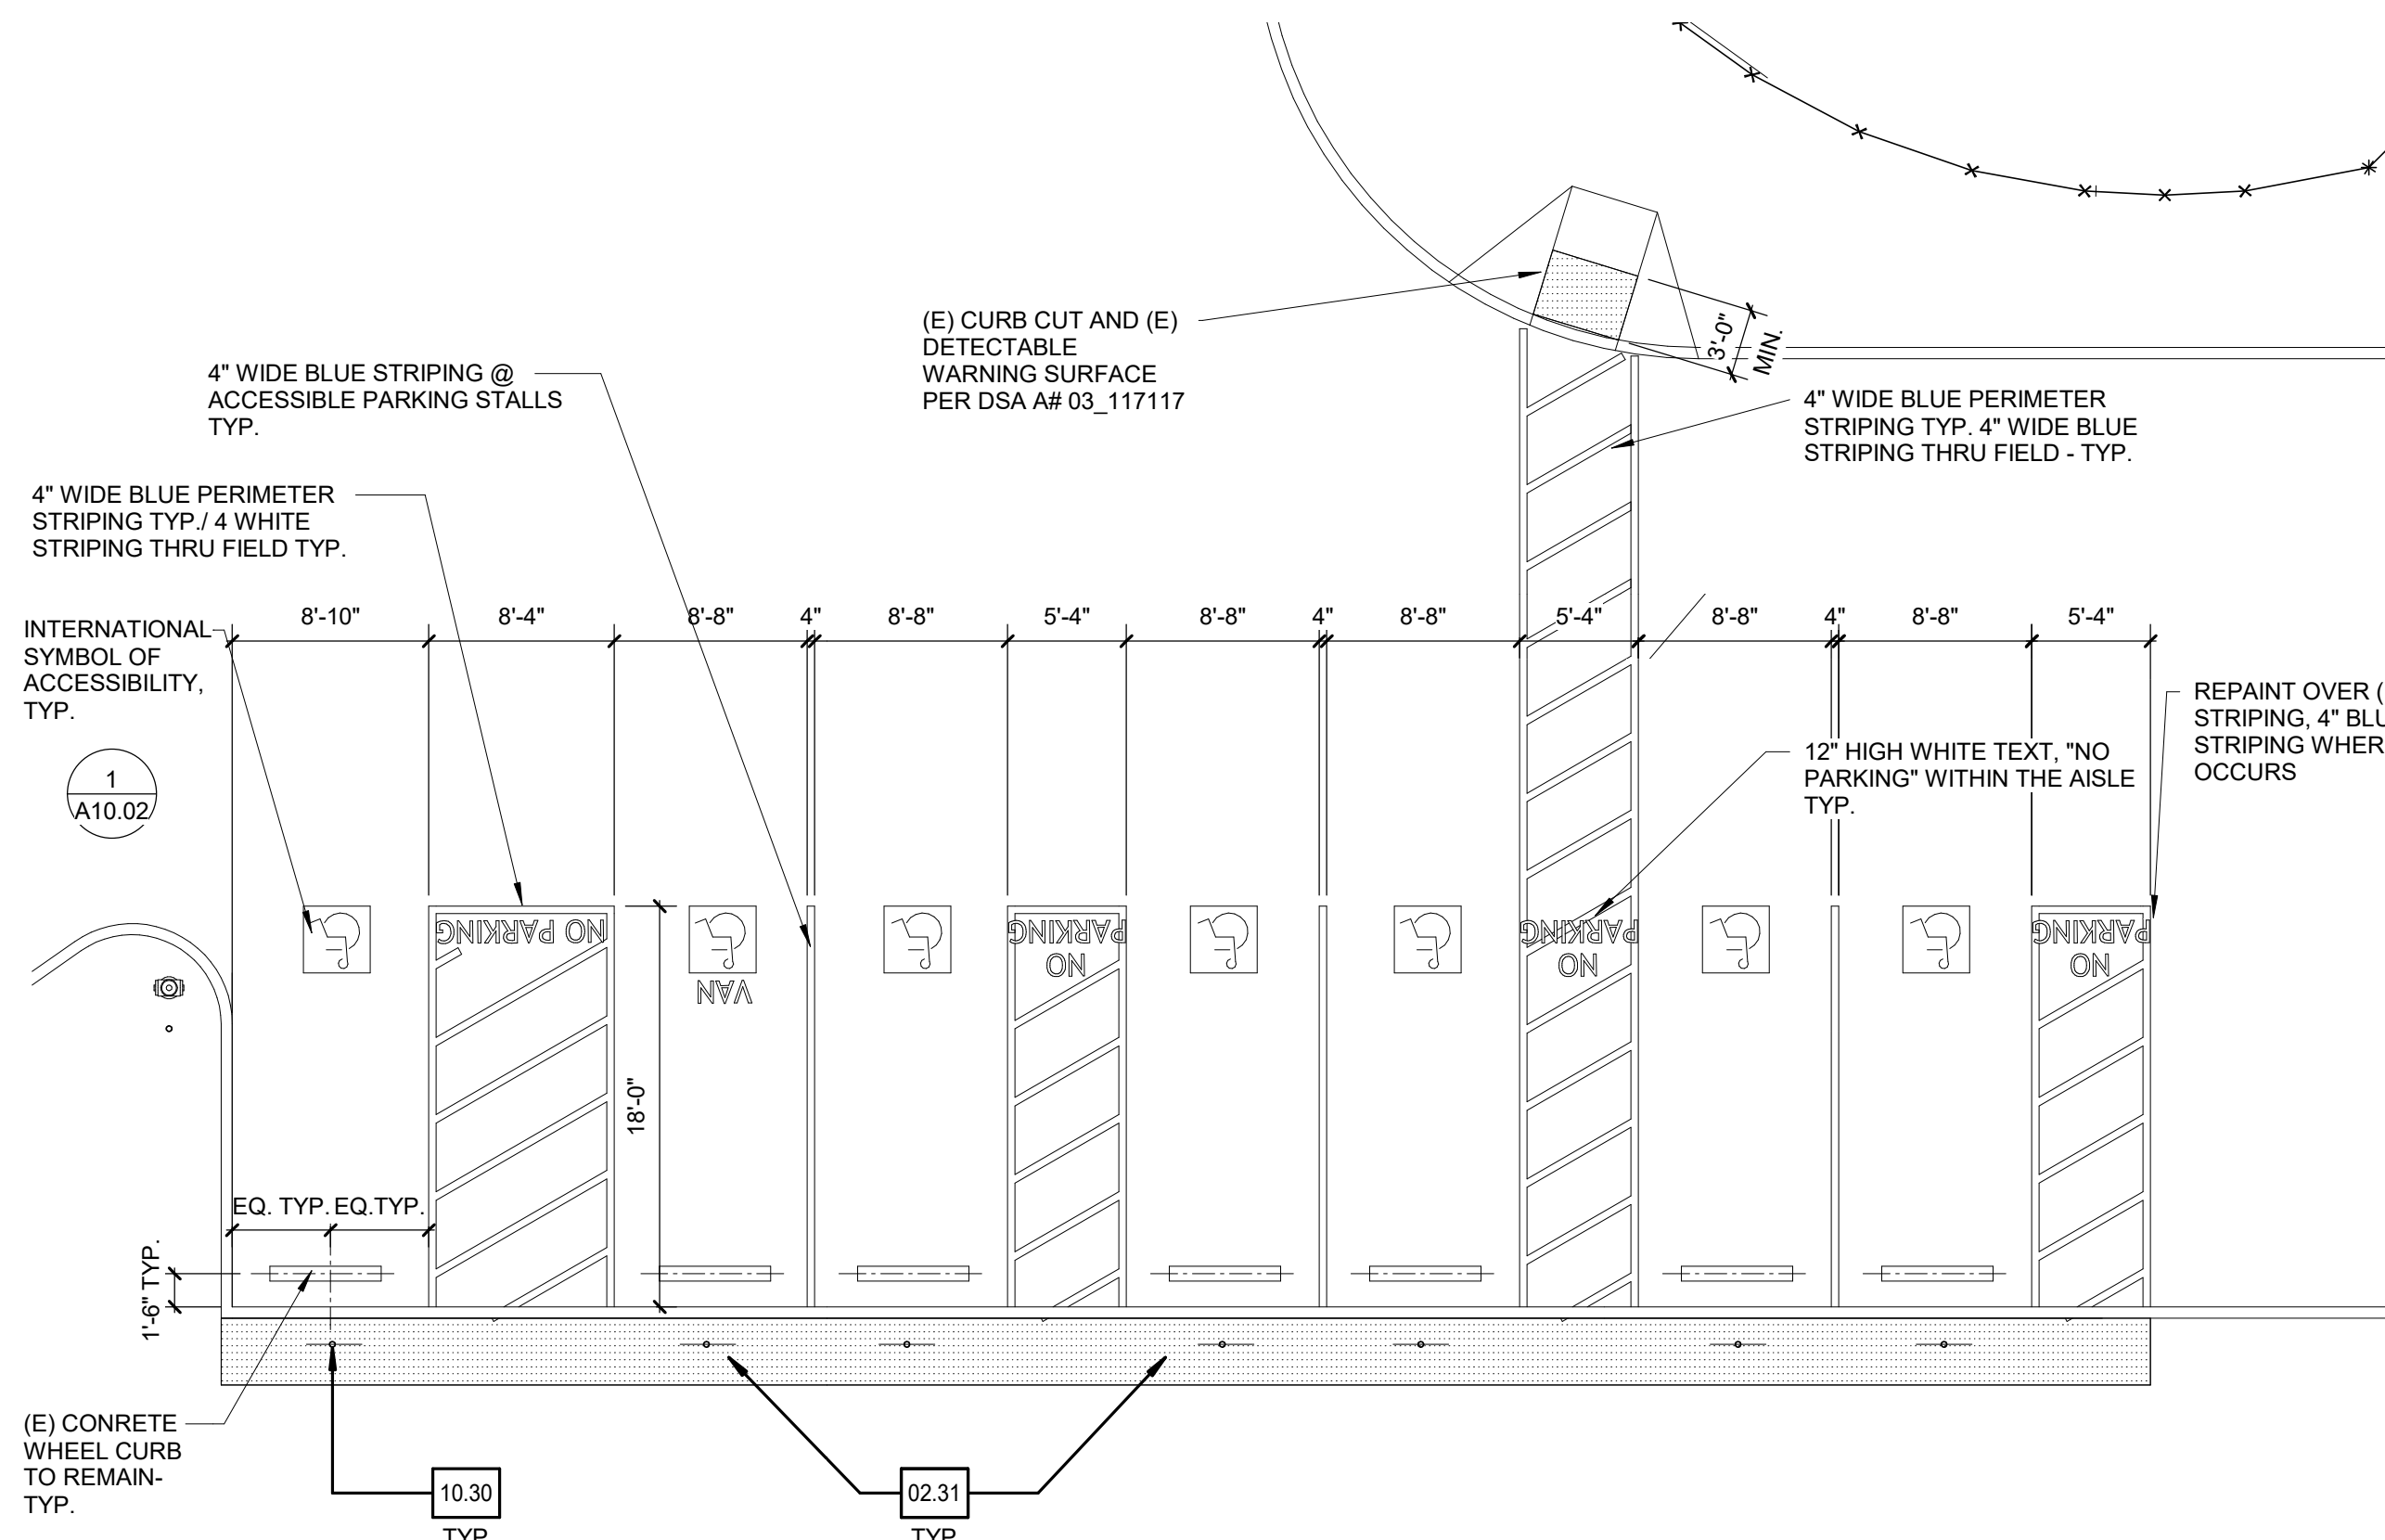 (E) CURB CUT AND (E)
DETECTABLE
WARNING SURFACE
PER DSA A# 03_117117
3'-0"
MIN.
4" WIDE BLUE STRIPING @
ACCESSIBLE PARKING STALLS
TYP.
4" WIDE BLUE PERIMETER
STRIPING TYP. 4" WIDE BLUE
STRIPING THRU FIELD - TYP.
4" WIDE BLUE PERIMETER
STRIPING TYP./ 4 WHITE
STRIPING THRU FIELD TYP.
8'-10"
8'-4"
8'-8"
4"
8'-8"
5'-4"
8'-8"
4"
8'-8"
5'-4"
8'-8"
4"
8'-8"
5'-4"
INTERNATIONAL
SYMBOL OF
ACCESSIBILITY,
TYP.
REPAINT OVER (
STRIPING, 4" BLU
STRIPING WHER
OCCURS
12" HIGH WHITE TEXT, "NO
PARKING" WITHIN THE AISLE
TYP.
1
A10.02
NO PARKING
VAN
NO
PARKING
NO
PARKING
NO
PARKING
18'-0"
EQ. TYP.
EQ.TYP.
1'-6" TYP.
(E) CONRETE
WHEEL CURB
TO REMAIN-
TYP.
10.30
TYP
02.31
TYP